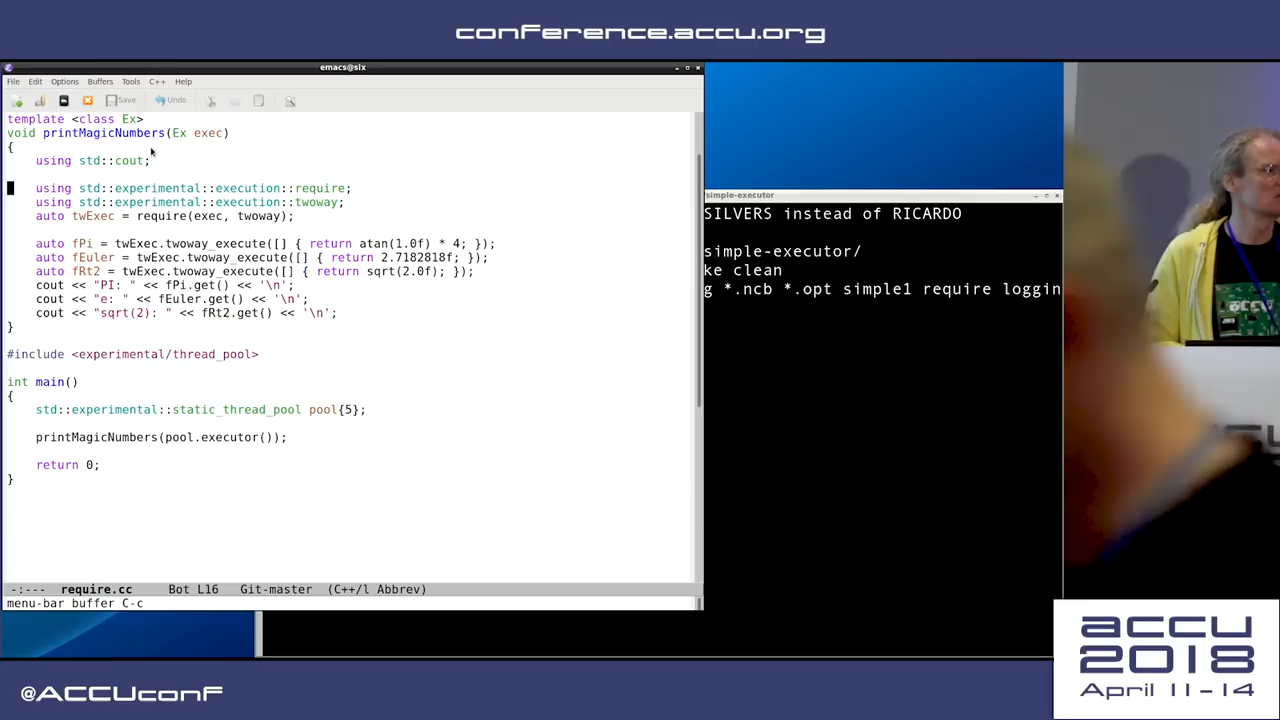 conference.accu.org
emacs@slx
File Edit Options Buffers Tools C++ Help
Save Undo
template <class Ex>
void printMagicNumbers(Ex exec)
{
    using std::cout;
    using std::experimental::execution::require;
    using std::experimental::execution::twoway;
    auto twExec = require(exec, twoway);
    auto fPi = twExec.twoway_execute([] { return atan(1.0f) * 4; });
    auto fEuler = twExec.twoway_execute([] { return 2.7182818f; });
    auto fRt2 = twExec.twoway_execute([] { return sqrt(2.0f); });
    cout << "PI: " << fPi.get() << '\n';
    cout << "e: " << fEuler.get() << '\n';
    cout << "sqrt(2): " << fRt2.get() << '\n';
}
#include <experimental/thread_pool>
int main()
{
    std::experimental::static_thread_pool pool{5};
    printMagicNumbers(pool.executor());
    return 0;
}
-:--- require.cc Bot L16 Git-master (C++/l Abbrev)
menu-bar buffer C-c
/simple-executor
SILVERS instead of RICARDO
simple-executor/
ke clean
g *.ncb *.opt simple1 require loggin
accu
accu
2018
April 11-14
@ACCUconf